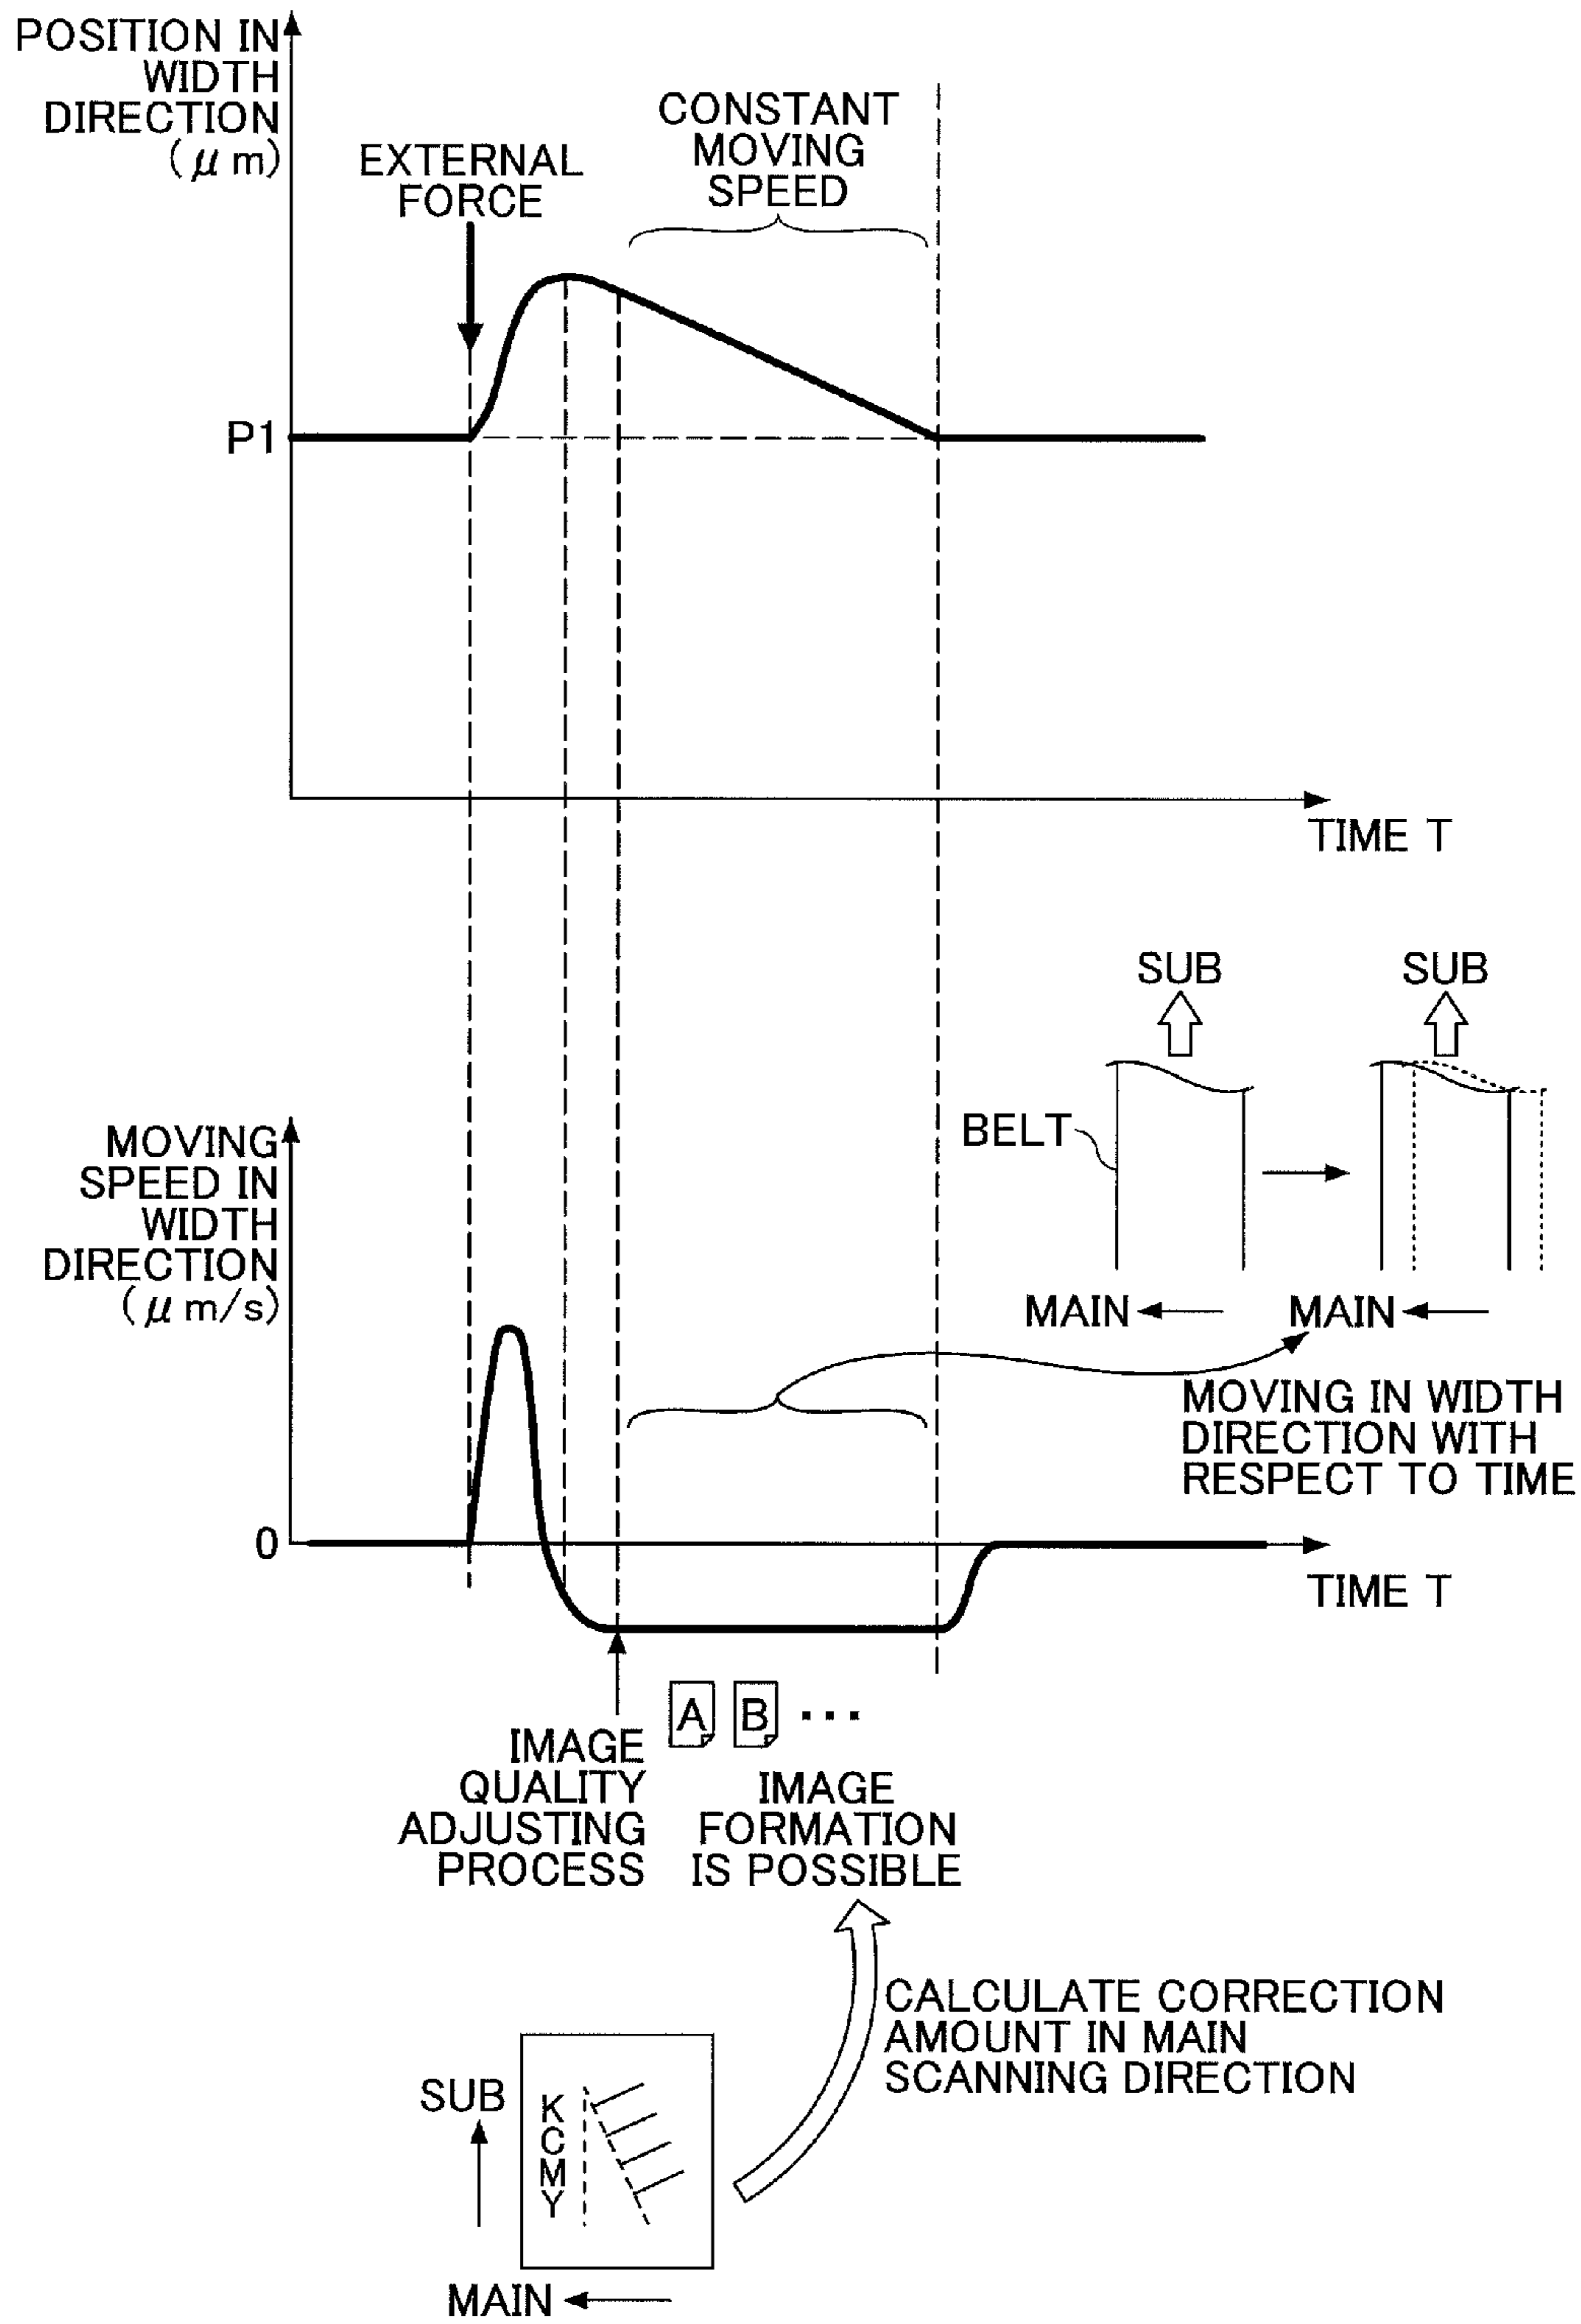 POSITION IN
WIDTH
DIRECTION
(μm)
CONSTANT
MOVING
SPEED
EXTERNAL
FORCE
P1
TIME T
SUB
SUB
BELT
MOVING
SPEED IN
WIDTH
DIRECTION
(μm/s)
MAIN
MAIN
MOVING IN WIDTH
DIRECTION WITH
RESPECT TO TIME
0
TIME T
A B ...
IMAGE
QUALITY
ADJUSTING
PROCESS
IMAGE
FORMATION
IS POSSIBLE
CALCULATE CORRECTION
AMOUNT IN MAIN
SCANNING DIRECTION
SUB
K
C
M
Y
MAIN